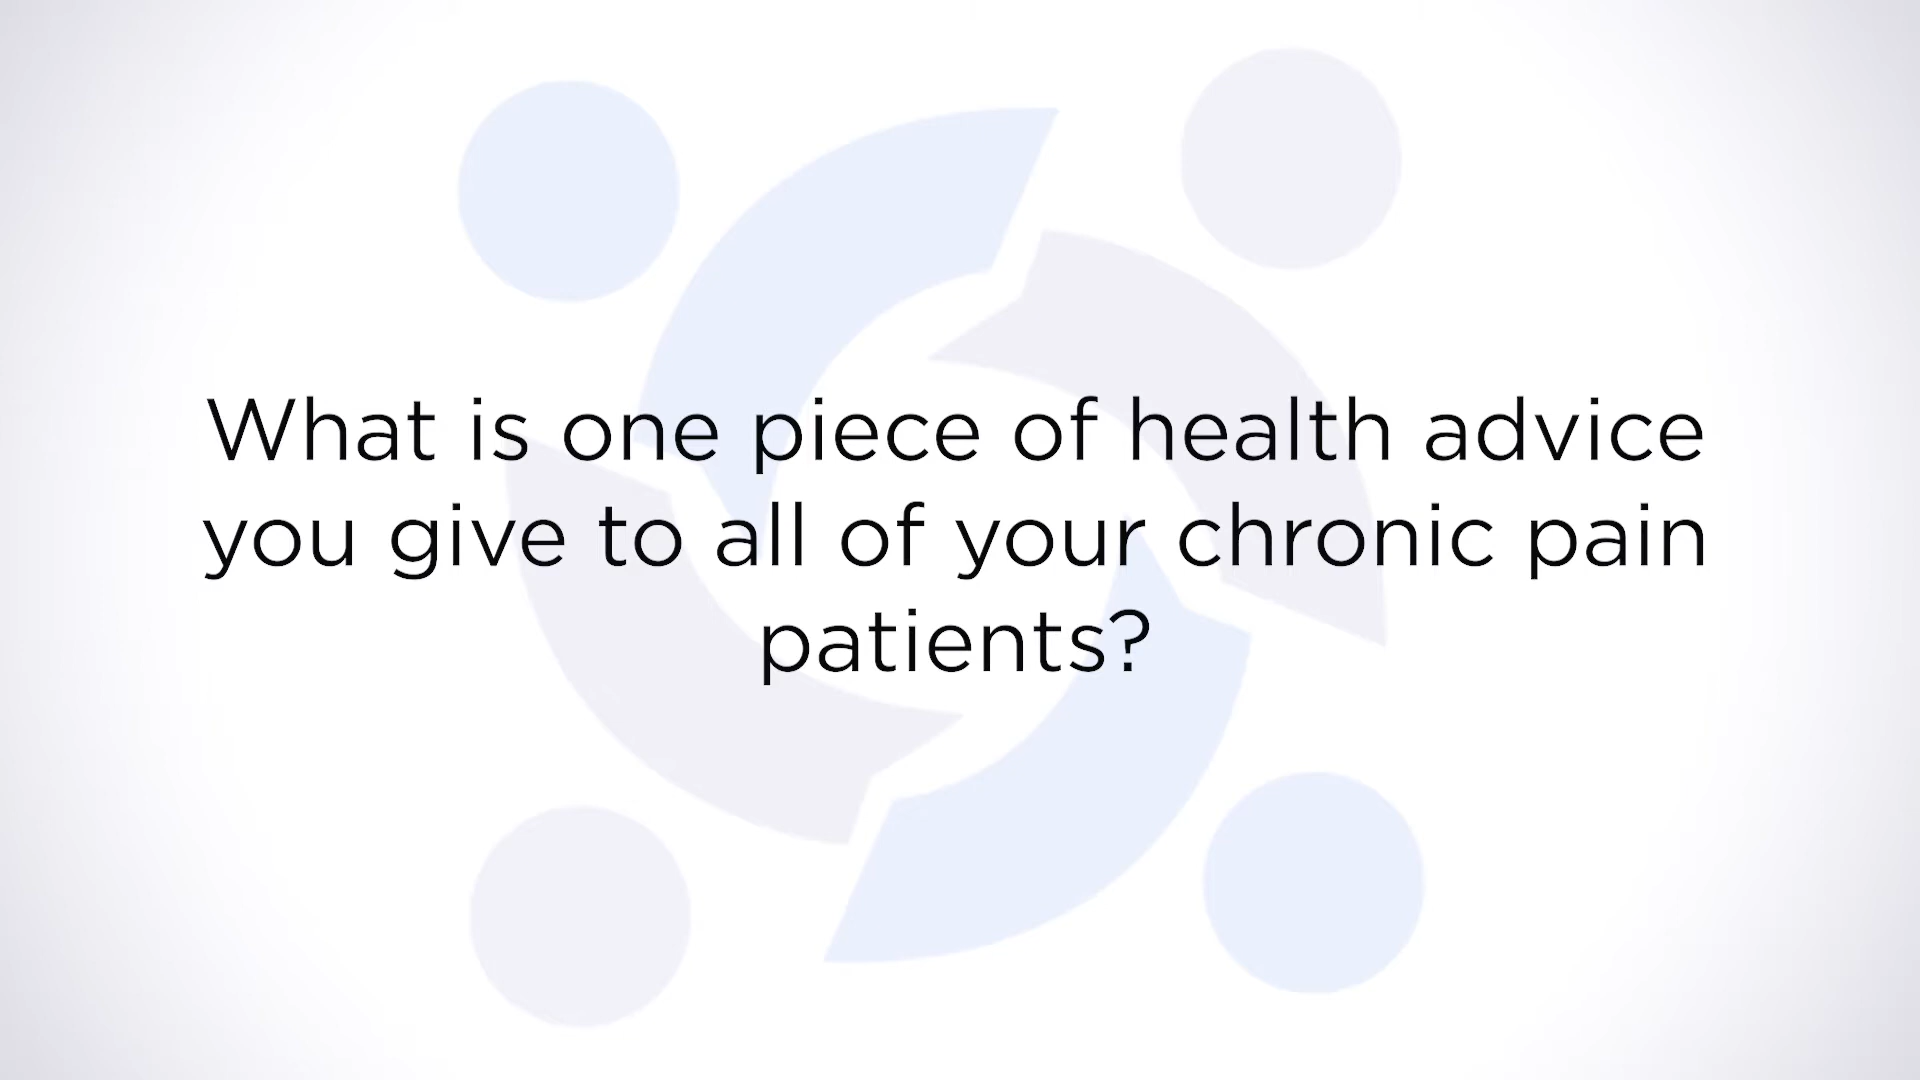 What is one piece of health advice
you give to all of your chronic pain
patients?